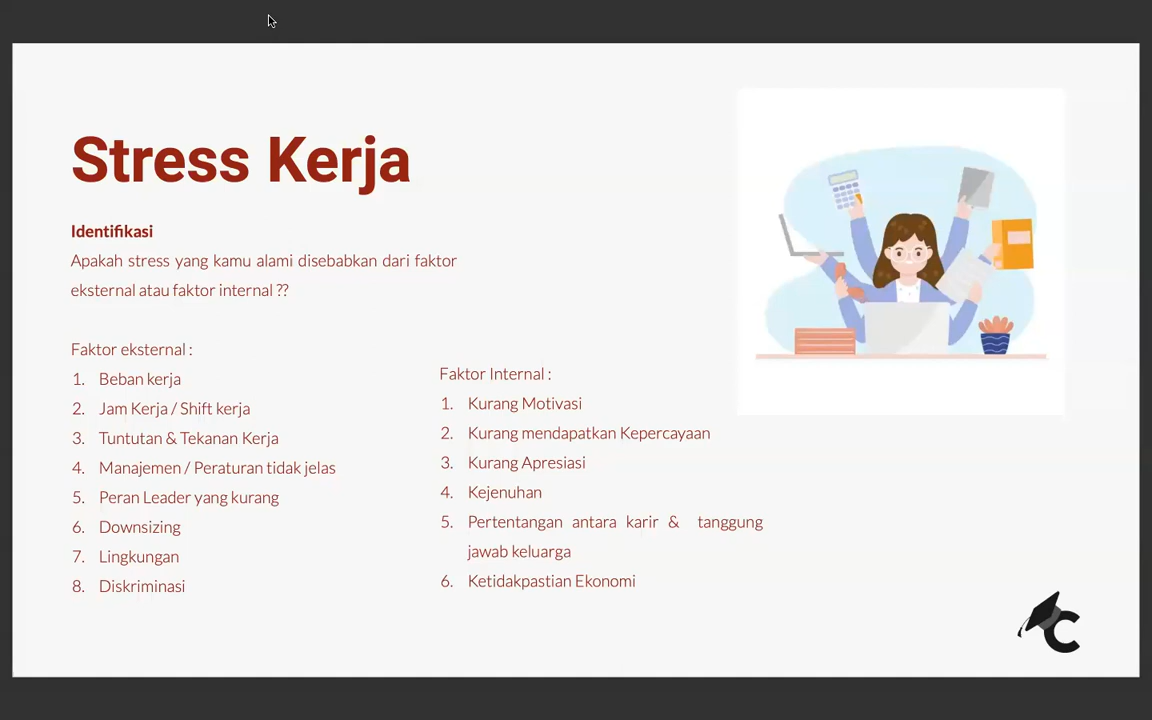 Stress Kerja
Identifikasi
Apakah stress yang kamu alami disebabkan dari faktor
eksternal atau faktor internal ??
Faktor eksternal :
1. Beban kerja
2. Jam Kerja / Shift kerja
3. Tuntutan & Tekanan Kerja
4. Manajemen / Peraturan tidak jelas
5. Peran Leader yang kurang
6. Downsizing
7. Lingkungan
8. Diskriminasi
Faktor Internal :
1. Kurang Motivasi
2. Kurang mendapatkan Kepercayaan
3. Kurang Apresiasi
4. Kejenuhan
5. Pertentangan antara karir & tanggung
jawab keluarga
6. Ketidakpastian Ekonomi
C